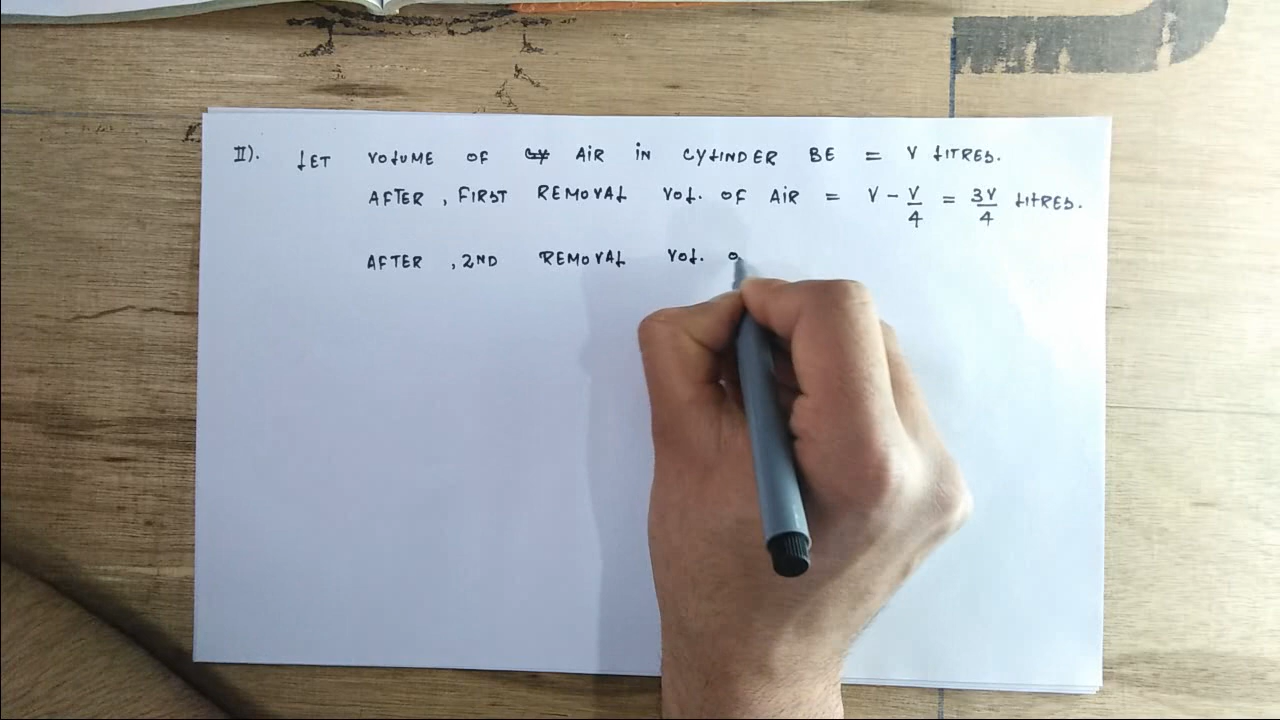 II). LET VOLUME OF CY AIR IN CYLINDER BE = V LITRES.
AFTER, FIRST REMOVAL VOL. OF AIR = V - V/4 = 3V/4 LITRES.
AFTER, 2ND REMOVAL VOL. O